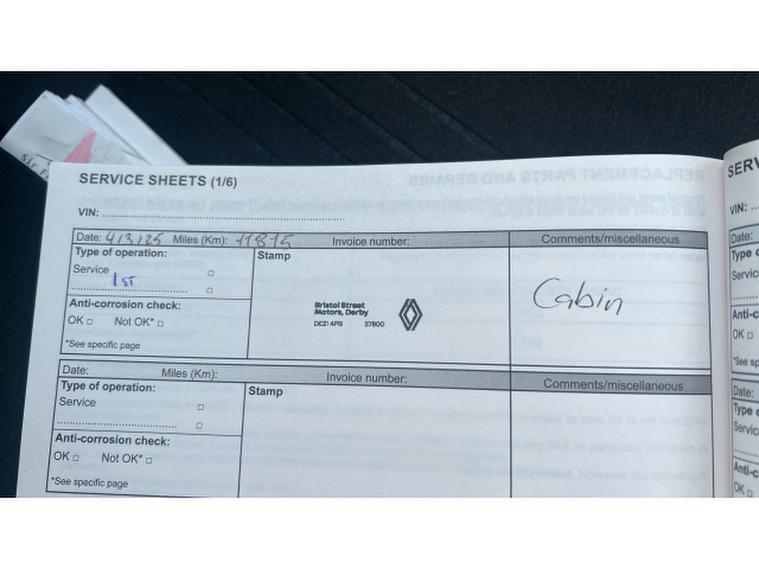 SERVICE SHEETS (1/6)
VIN:
Date: 4/3/25 Miles (Km): 11815 Invoice number: Comments/miscellaneous
Type of operation: Stamp
Service
1st
Cabin
Bristol Street
Motors, Derby
DE21 4PS 37800
Anti-corrosion check:
OK □ Not OK* □
*See specific page
Date: Miles (Km): Invoice number: Comments/miscellaneous
Type of operation: Stamp
Service
Anti-corrosion check:
OK □ Not OK* □
*See specific page
SERV
VIN:
Date:
Type
Servic
Anti-c
OK □
*See sp
Date:
Type
Servic
Anti-c
OK □
REPLACEMENT PARTS AND REPAIRS